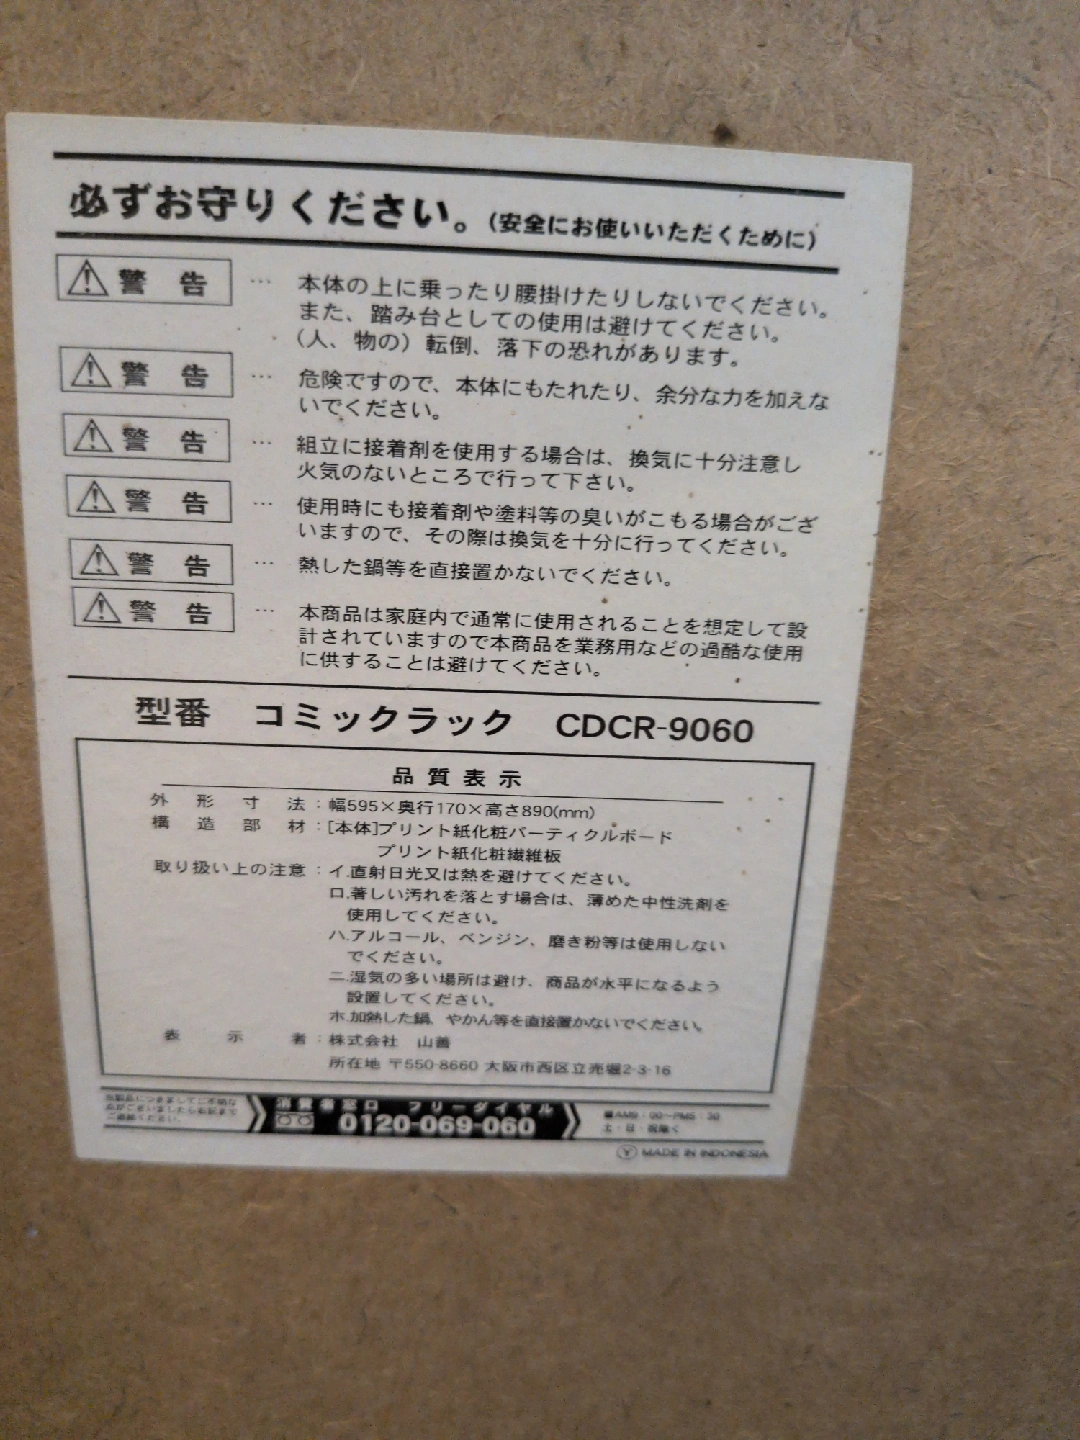 必ずお守りください。(安全にお使いいただくために)
警告 … 本体の上に乗ったり腰掛けたりしないでください。
また、踏み台としての使用は避けてください。
(人、物の) 転倒、落下の恐れがあります。
警告 … 危険ですので、本体にもたれたり、余分な力を加えな
いでください。
警告 … 組立に接着剤を使用する場合は、換気に十分注意し
火気のないところで行って下さい。
警告 … 使用時にも接着剤や塗料等の臭いがこもる場合がござ
いますので、その際は換気を十分に行ってください。
警告 … 熱した鍋等を直接置かないでください。
警告 … 本商品は家庭内で通常に使用されることを想定して設
計されていますので本商品を業務用などの過酷な使用
に供することは避けてください。
型番 コミックラック CDCR-9060
品質表示
外形寸法:幅595×奥行170×高さ890(mm)
構造部材:[本体]プリント紙化粧パーティクルボード
プリント紙化粧繊維板
取り扱い上の注意:イ.直射日光又は熱を避けてください。
ロ.著しい汚れを落とす場合は、薄めた中性洗剤を
使用してください。
ハ.アルコール、ベンジン、磨き粉等は使用しない
でください。
ニ.湿気の多い場所は避け、商品が水平になるよう
設置してください。
ホ.加熱した鍋、やかん等を直接置かないでください。
表示者:株式会社 山善
所在地 〒550-8660 大阪市西区立売堀2-3-16
消費者窓口 フリーダイヤル
0120-069-060
■AM9:00~PM5:30
土・日・祝除く
Y MADE IN INDONESIA